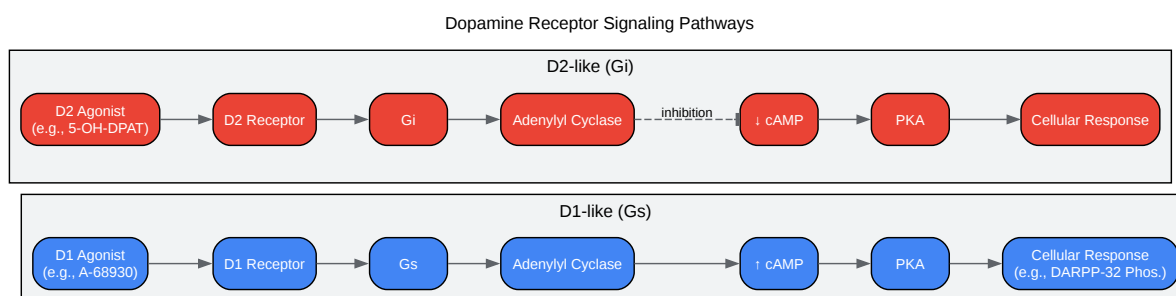 Dopamine Receptor Signaling Pathways
D2-like (Gi)
D2 Agonist
(e.g., 5-OH-DPAT)
D2 Receptor
Gi
Adenylyl Cyclase
inhibition
↓ cAMP
PKA
Cellular Response
D1-like (Gs)
D1 Agonist
(e.g., A-68930)
D1 Receptor
Gs
Adenylyl Cyclase
↑ cAMP
PKA
Cellular Response
(e.g., DARPP-32 Phos.)